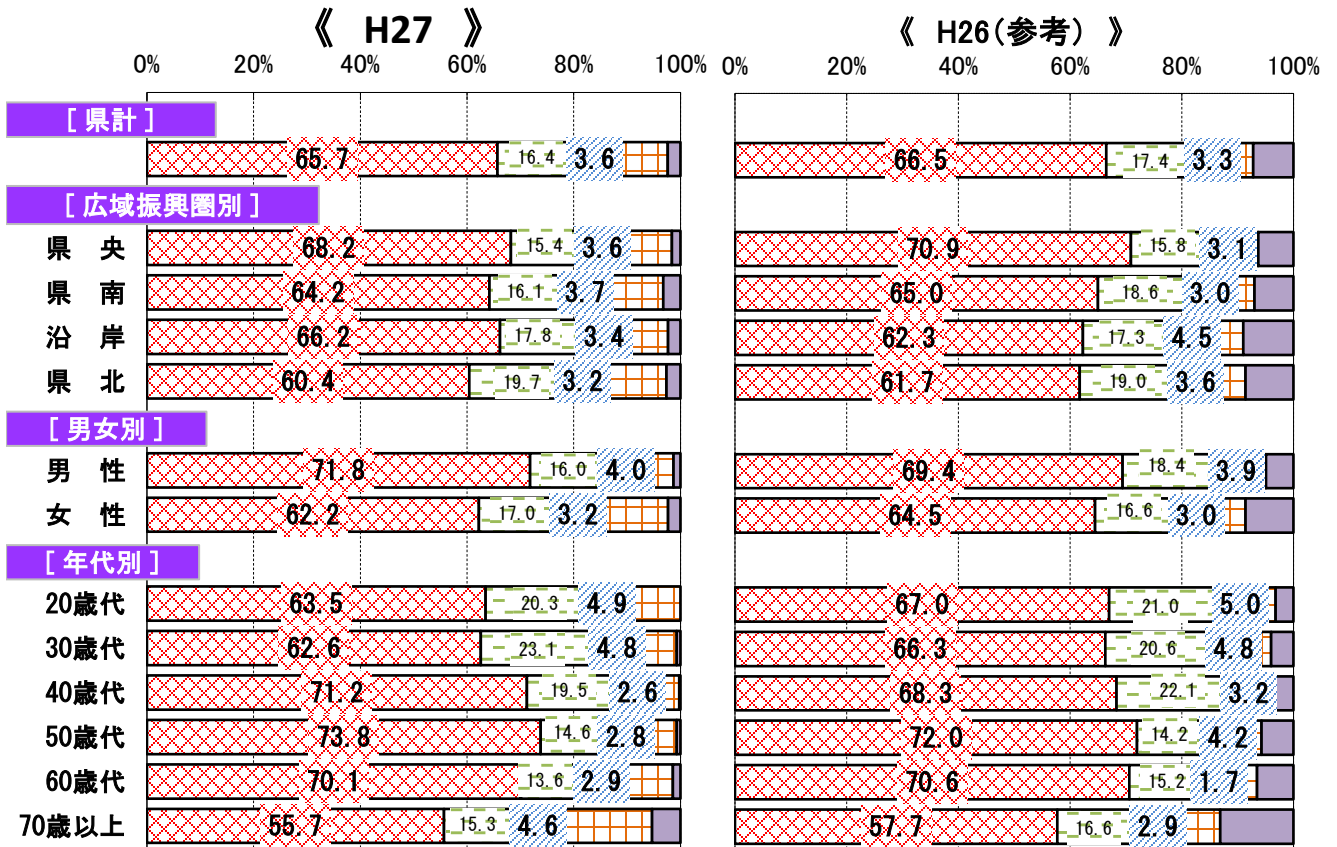 《 H27 》 《 H26(参考) 》
0% 20% 40% 60% 80% 100% 0% 20% 40% 60% 80% 100%
[ 県計 ]
65.7 16.4 3.6 66.5 17.4 3.3
[ 広域振興圏別 ]
県 央 68.2 15.4 3.6 70.9 15.8 3.1
県 南 64.2 16.1 3.7 65.0 18.6 3.0
沿 岸 66.2 17.8 3.4 62.3 17.3 4.5
県 北 60.4 19.7 3.2 61.7 19.0 3.6
[ 男女別 ]
男 性 71.8 16.0 4.0 69.4 18.4 3.9
女 性 62.2 17.0 3.2 64.5 16.6 3.0
[ 年代別 ]
20歳代 63.5 20.3 4.9 67.0 21.0 5.0
30歳代 62.6 23.1 4.8 66.3 20.6 4.8
40歳代 71.2 19.5 2.6 68.3 22.1 3.2
50歳代 73.8 14.6 2.8 72.0 14.2 4.2
60歳代 70.1 13.6 2.9 70.6 15.2 1.7
70歳以上 55.7 15.3 4.6 57.7 16.6 2.9